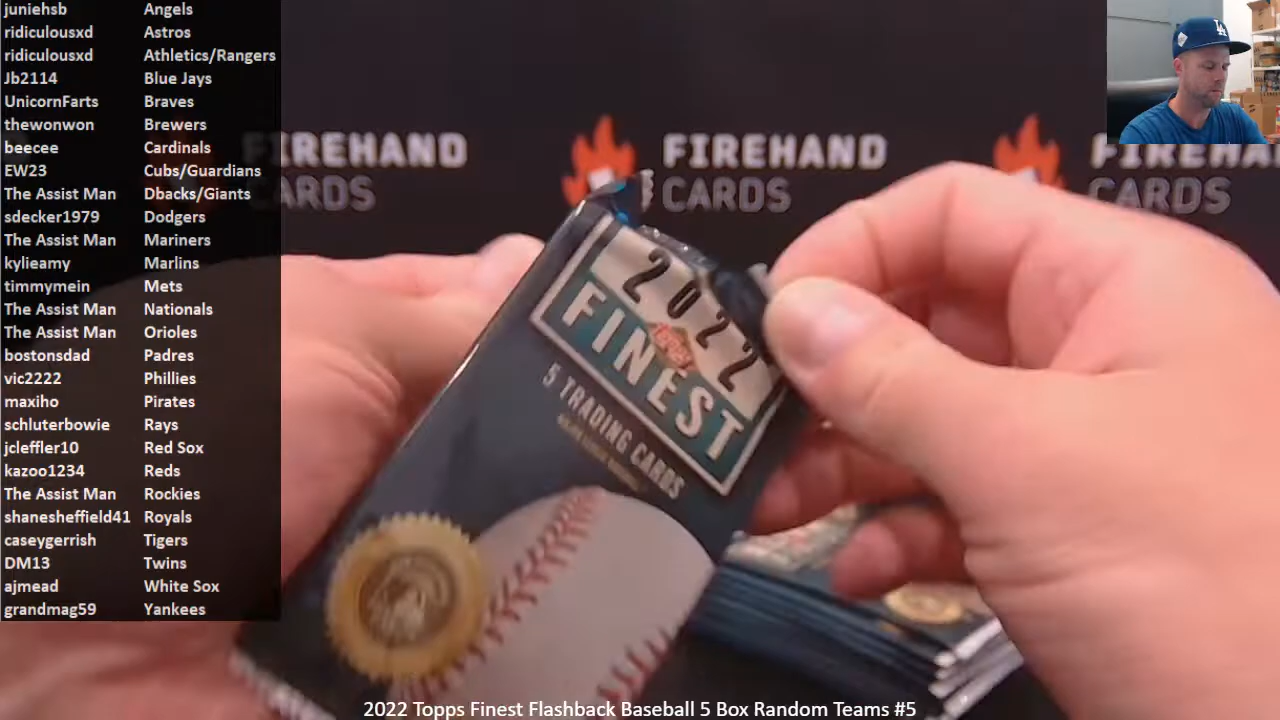 juniehsb Angels
ridiculousxd Astros
ridiculousxd Athletics/Rangers
Jb2114 Blue Jays
UnicornFarts Braves
thewonwon Brewers
beecee Cardinals
EW23 Cubs/Guardians
The Assist Man Dbacks/Giants
sdecker1979 Dodgers
The Assist Man Mariners
kylieamy Marlins
timmymein Mets
The Assist Man Nationals
The Assist Man Orioles
bostonsdad Padres
vic2222 Phillies
maxiho Pirates
schluterbowie Rays
jcleffler10 Red Sox
kazoo1234 Reds
The Assist Man Rockies
shanesheffield41 Royals
caseygerrish Tigers
DM13 Twins
ajmead White Sox
grandmag59 Yankees
FIREHAND
CARDS
FIREHAND
CARDS
FIREHA
CARDS
LA
2022
Topps
FINEST
5 TRADING CARDS
2022 Topps Finest Flashback Baseball 5 Box Random Teams #5